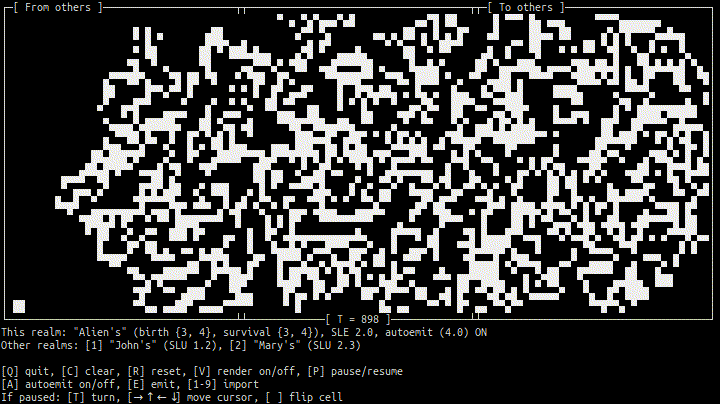 [ From others ] [ To others ]
[ T = 898 ]
This realm: "Alien's" (birth {3, 4}, survival {3, 4}), SLE 2.0, autoemit (4.0) ON
Other realms: [1] "John's" (SLU 1.2), [2] "Mary's" (SLU 2.3)
[Q] quit, [C] clear, [R] reset, [V] render on/off, [P] pause/resume
[A] autoemit on/off, [E] emit, [1-9] import
If paused: [T] turn, [→↑←↓] move cursor, [ ] flip cell